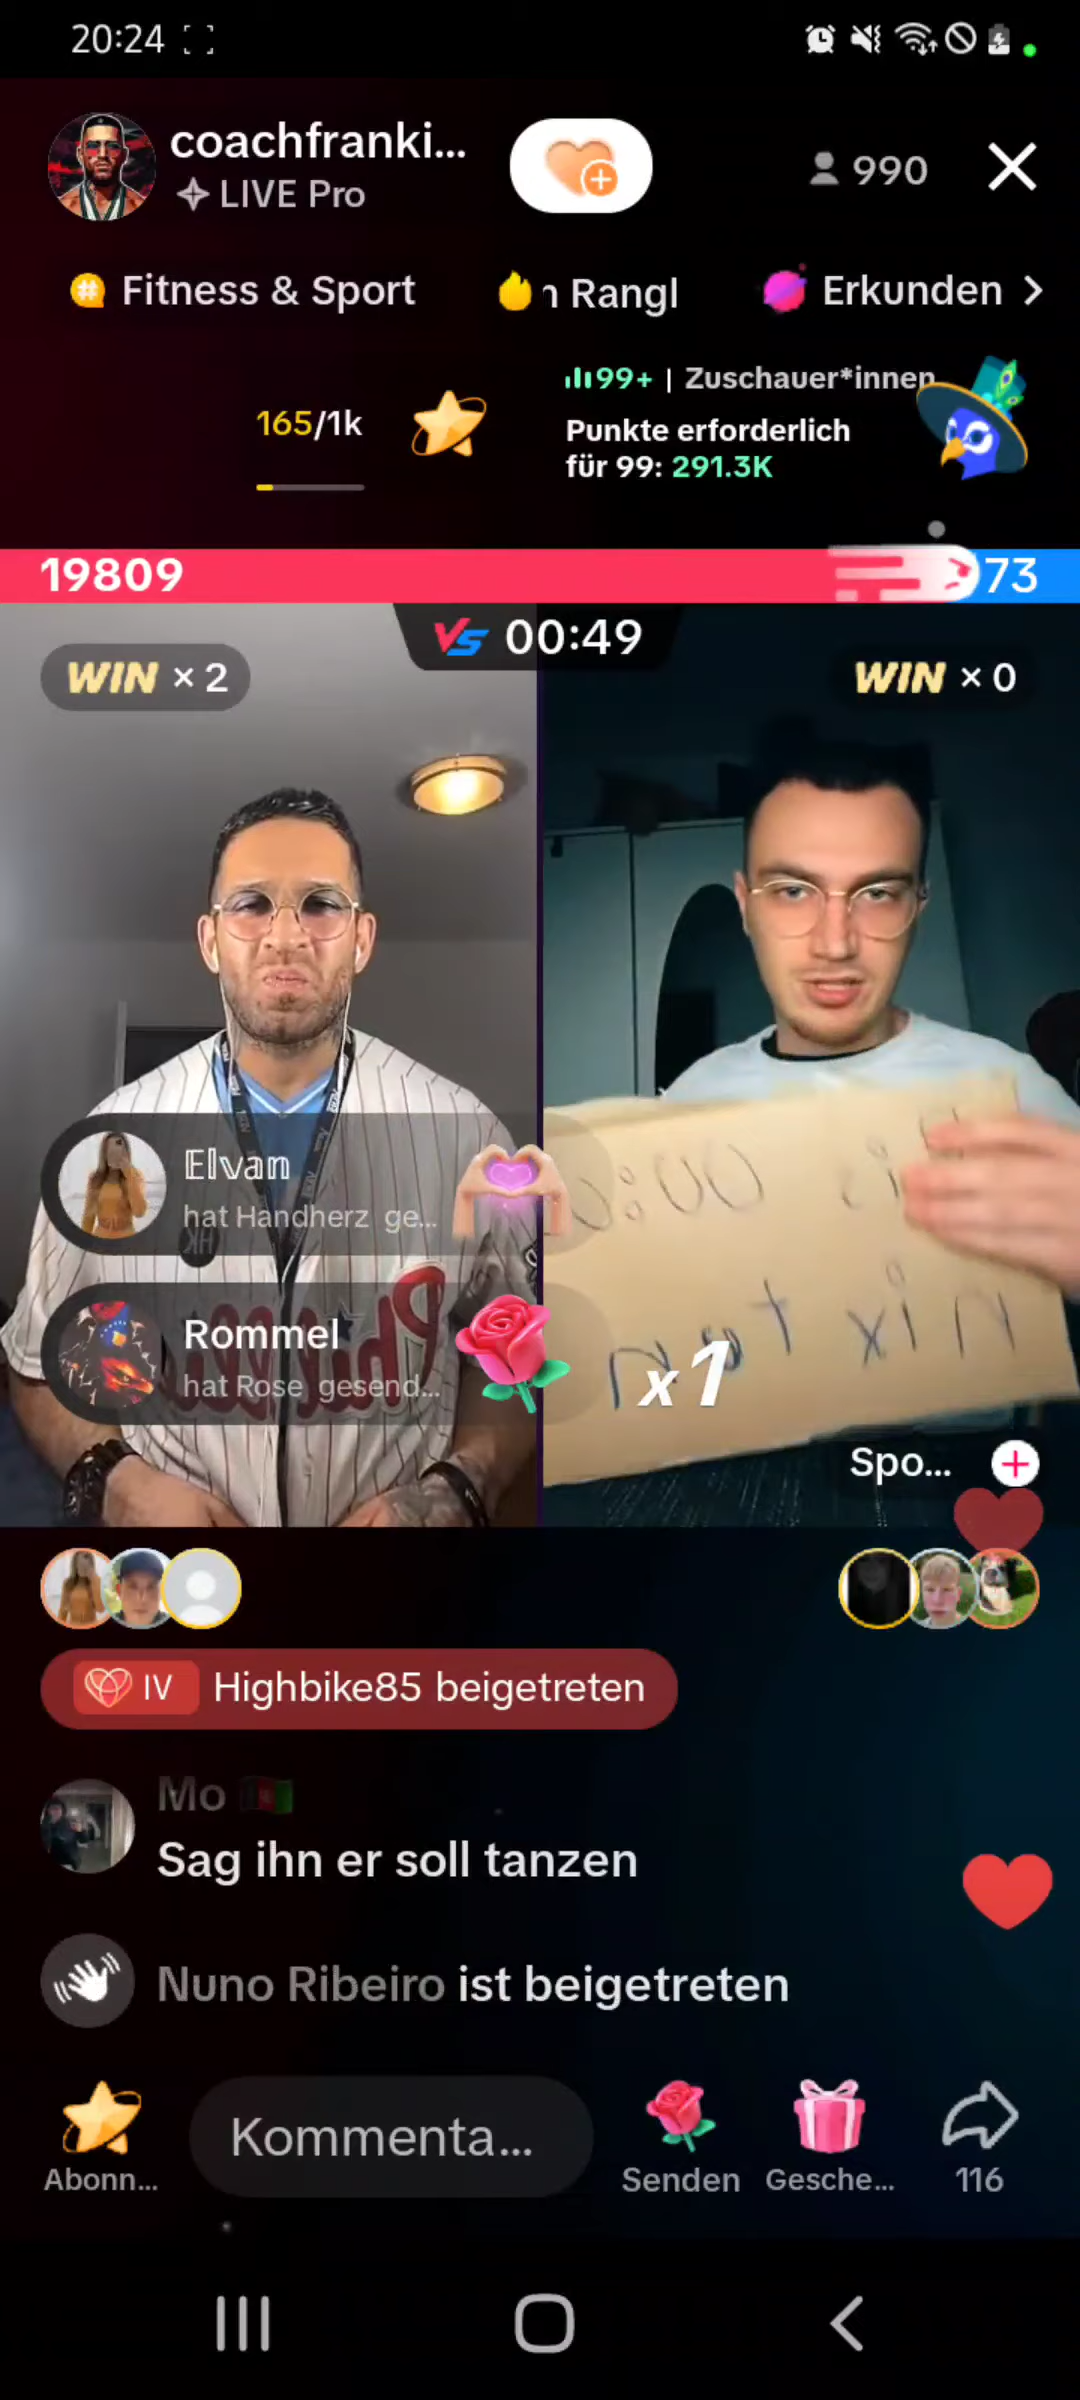 20:24
coachfranki...
LIVE Pro
990
Fitness & Sport
n Rangl
Erkunden
165/1k
99+ | Zuschauer*innen
Punkte erforderlich
für 99: 291.3K
19809
73
VS 00:49
WIN × 2
WIN × 0
Elvan
hat Handherz ge...
Rommel
hat Rose gesend...
x1
Spo...
IV Highbike85 beigetreten
Mo
Sag ihn er soll tanzen
Nuno Ribeiro ist beigetreten
Abonn...
Kommenta...
Senden
Gesche...
116